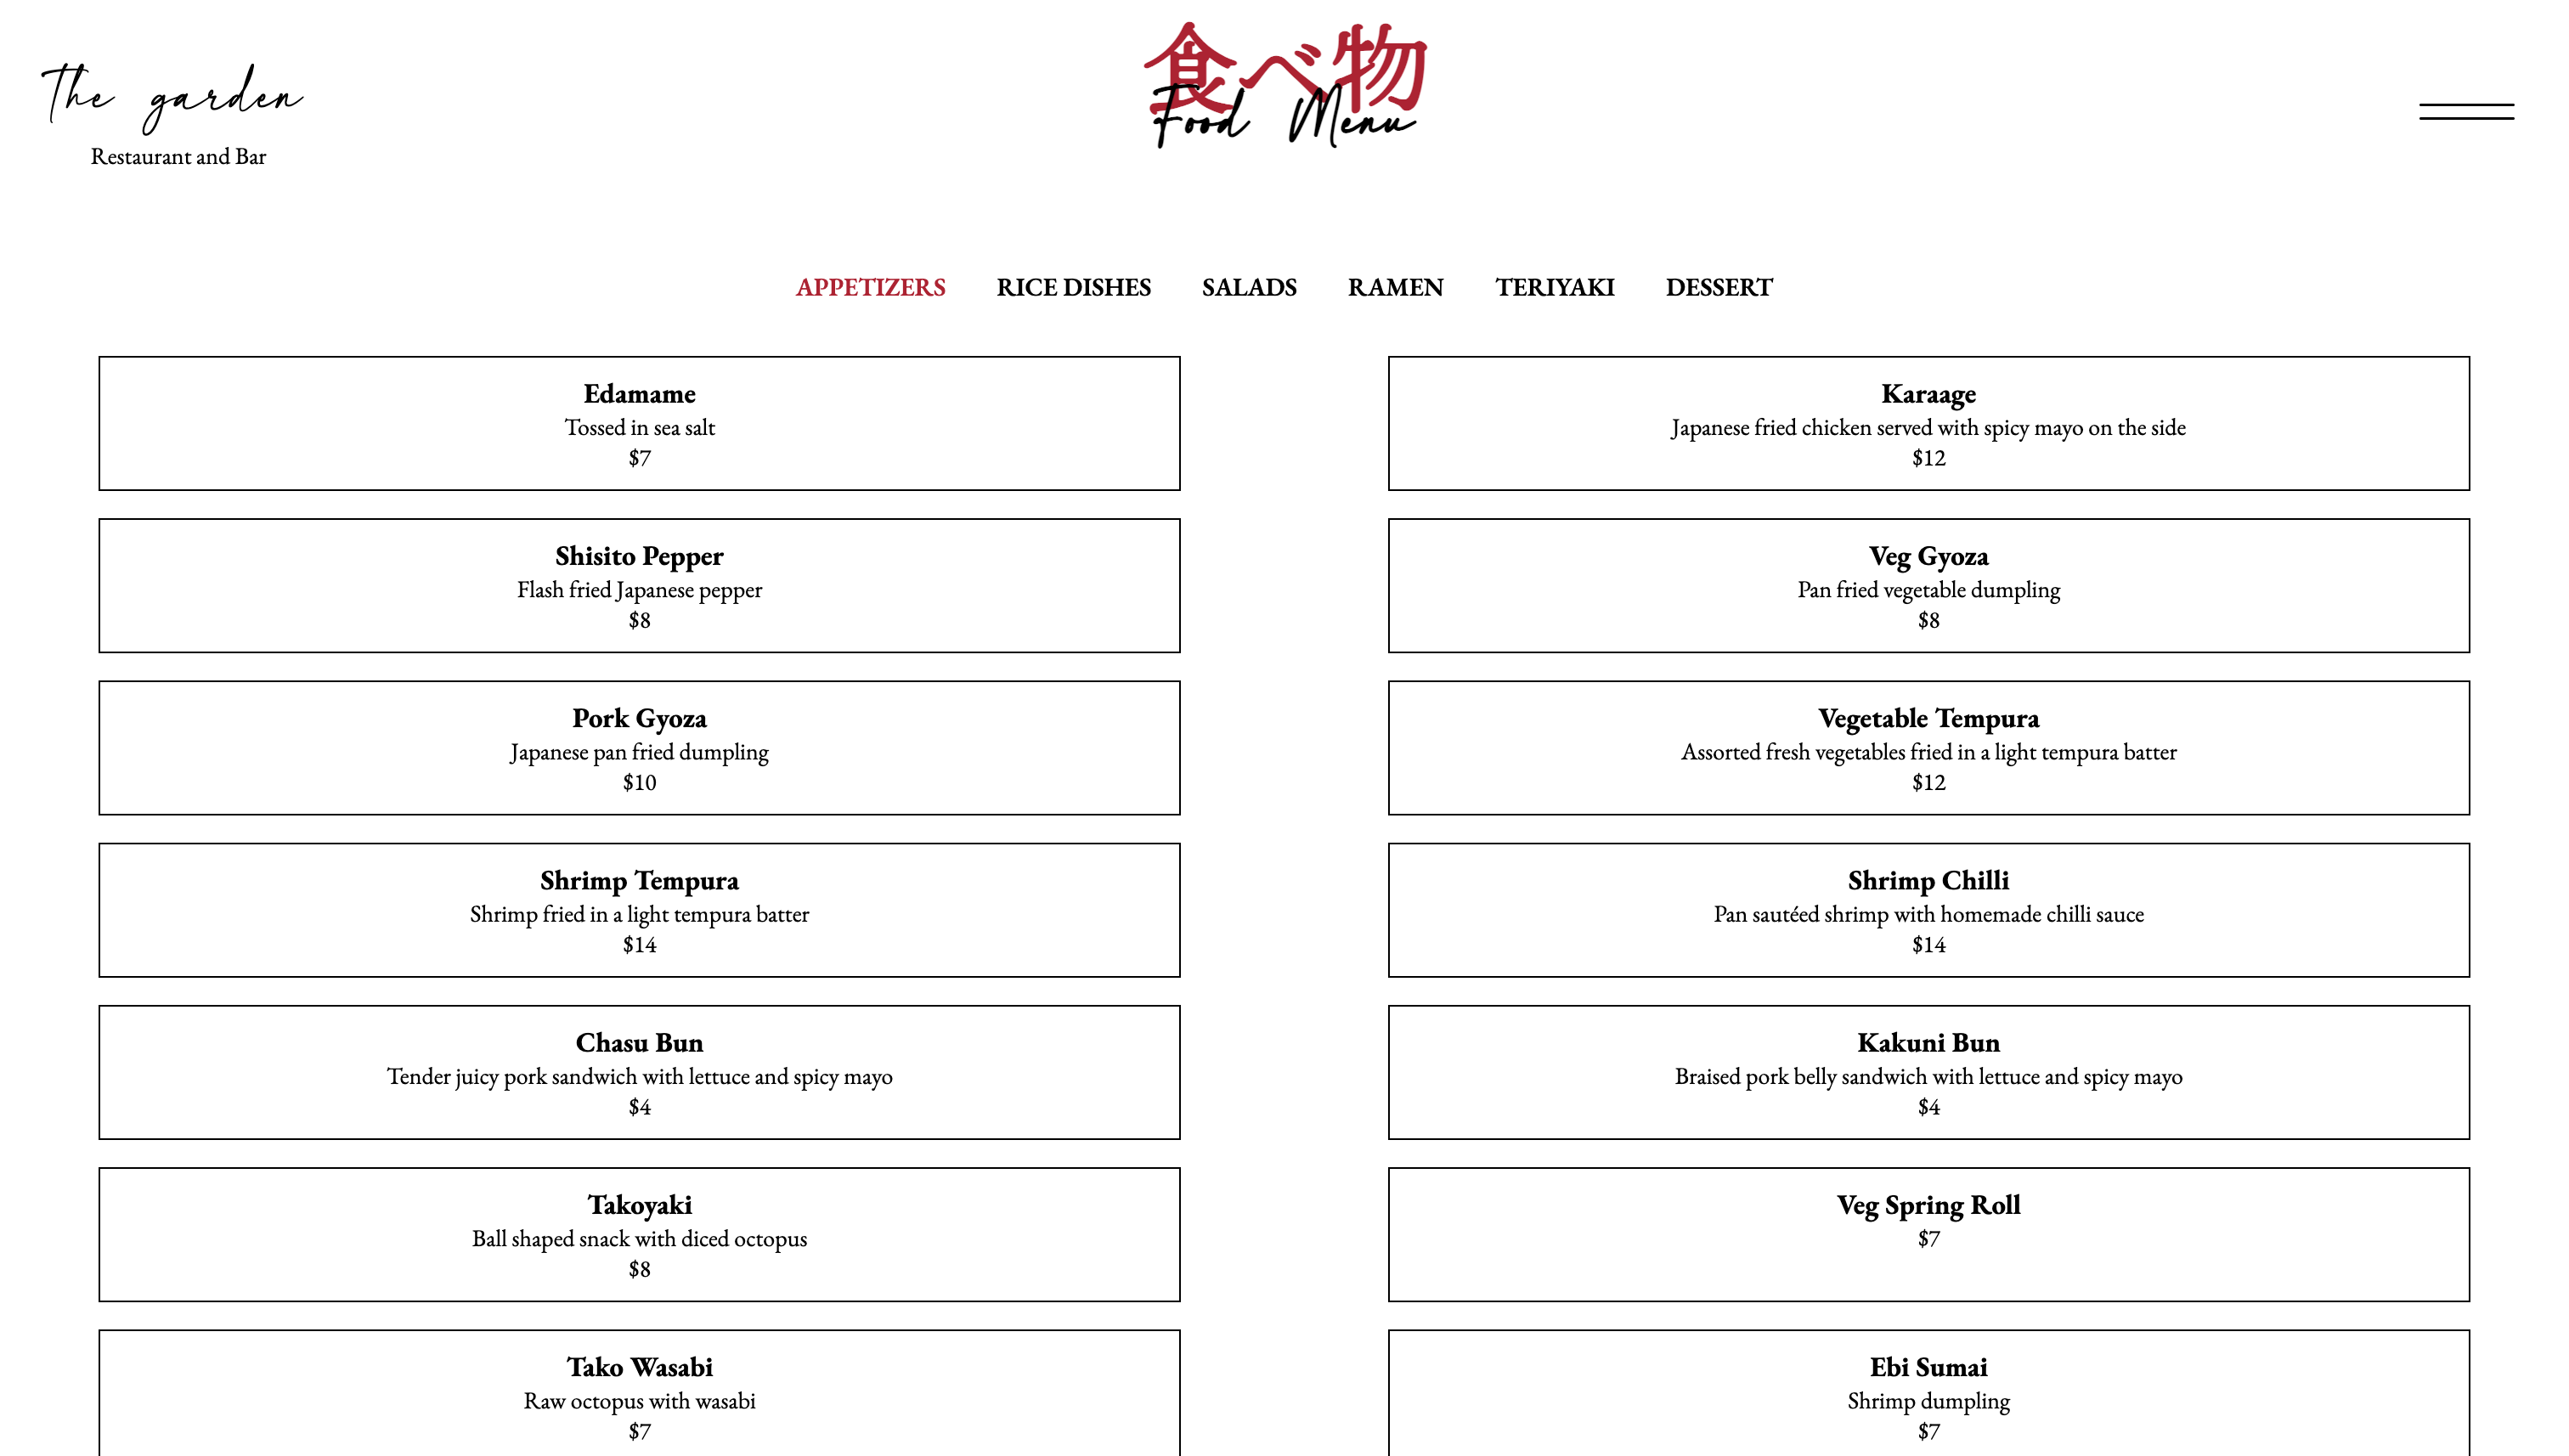 The garden
Restaurant and Bar
食べ物
Food Menu
APPETIZERS RICE DISHES SALADS RAMEN TERIYAKI DESSERT
Edamame
Tossed in sea salt
$7
Karaage
Japanese fried chicken served with spicy mayo on the side
$12
Shisito Pepper
Flash fried Japanese pepper
$8
Veg Gyoza
Pan fried vegetable dumpling
$8
Pork Gyoza
Japanese pan fried dumpling
$10
Vegetable Tempura
Assorted fresh vegetables fried in a light tempura batter
$12
Shrimp Tempura
Shrimp fried in a light tempura batter
$14
Shrimp Chilli
Pan sautéed shrimp with homemade chilli sauce
$14
Chasu Bun
Tender juicy pork sandwich with lettuce and spicy mayo
$4
Kakuni Bun
Braised pork belly sandwich with lettuce and spicy mayo
$4
Takoyaki
Ball shaped snack with diced octopus
$8
Veg Spring Roll
$7
Tako Wasabi
Raw octopus with wasabi
$7
Ebi Sumai
Shrimp dumpling
$7